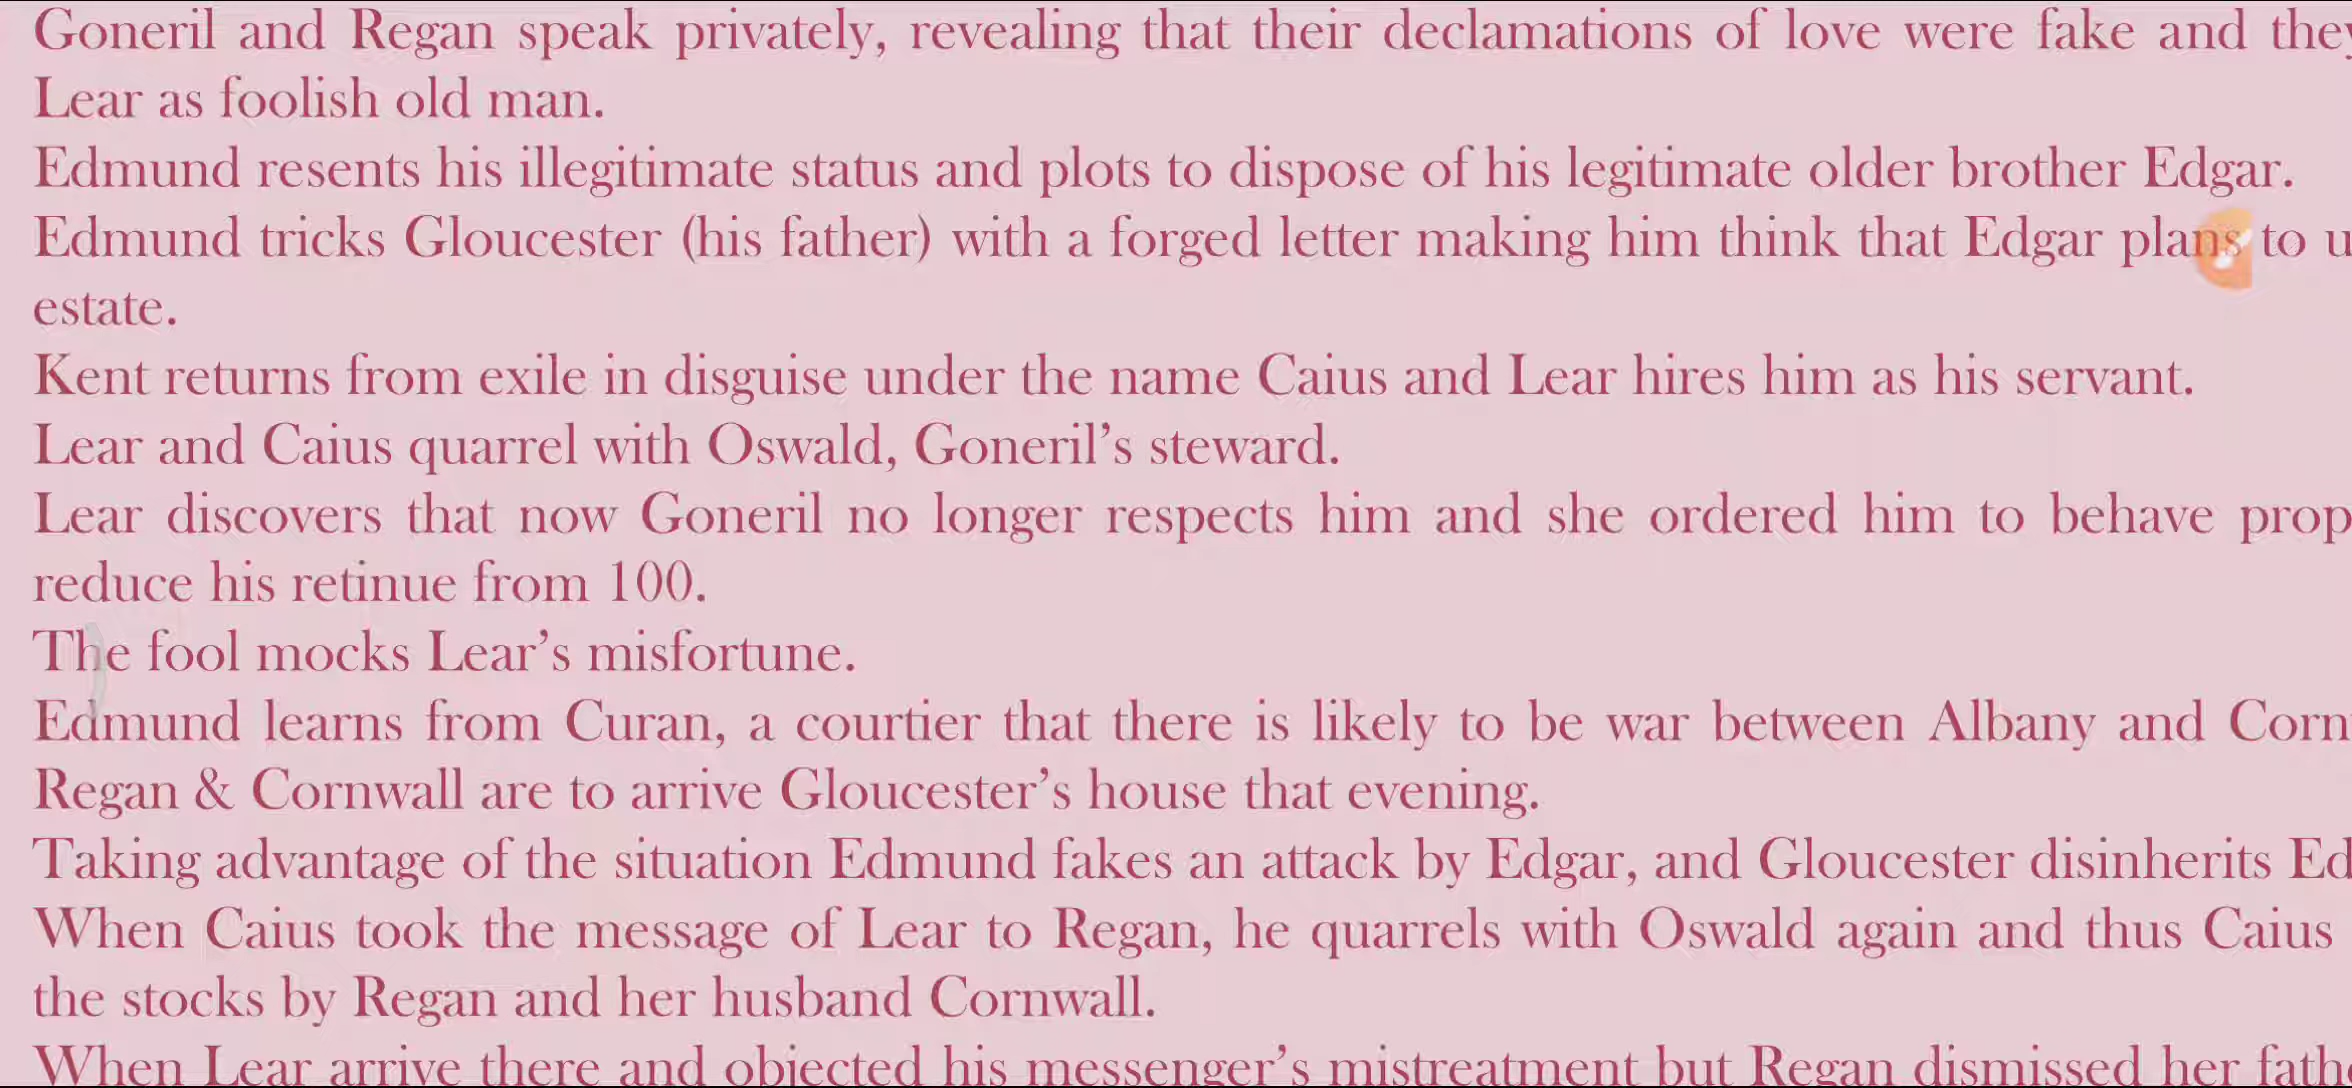 Goneril and Regan speak privately, revealing that their declamations of love were fake and they
Lear as foolish old man.
Edmund resents his illegitimate status and plots to dispose of his legitimate older brother Edgar.
Edmund tricks Gloucester (his father) with a forged letter making him think that Edgar plans to
estate.
Kent returns from exile in disguise under the name Caius and Lear hires him as his servant.
Lear and Caius quarrel with Oswald, Goneril’s steward.
Lear discovers that now Goneril no longer respects him and she ordered him to behave
reduce his retinue from 100.
The fool mocks Lear’s misfortune.
Edmund learns from Curan, a courtier that there is likely to be war between Albany and
Regan & Cornwall are to arrive Gloucester’s house that evening.
Taking advantage of the situation Edmund fakes an attack by Edgar, and Gloucester disinherits
When Caius took the message of Lear to Regan, he quarrels with Oswald again and thus Caius
the stocks by Regan and her husband Cornwall.
When Lear arrive there and objected his messenger’s mistreatment but Regan dismissed her